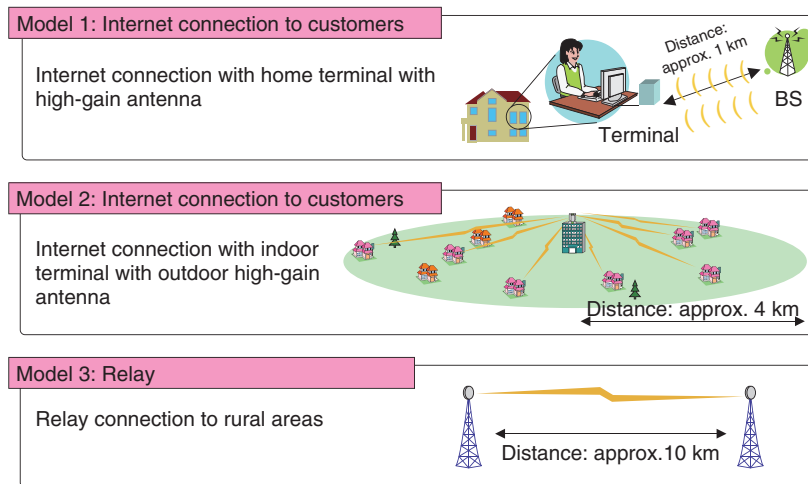 Model 1: Internet connection to customers
Internet connection with home terminal with
high-gain antenna
Distance:
approx. 1 km
Terminal
BS
Model 2: Internet connection to customers
Internet connection with indoor
terminal with outdoor high-gain
antenna
Distance: approx. 4 km
Model 3: Relay
Relay connection to rural areas
Distance: approx.10 km